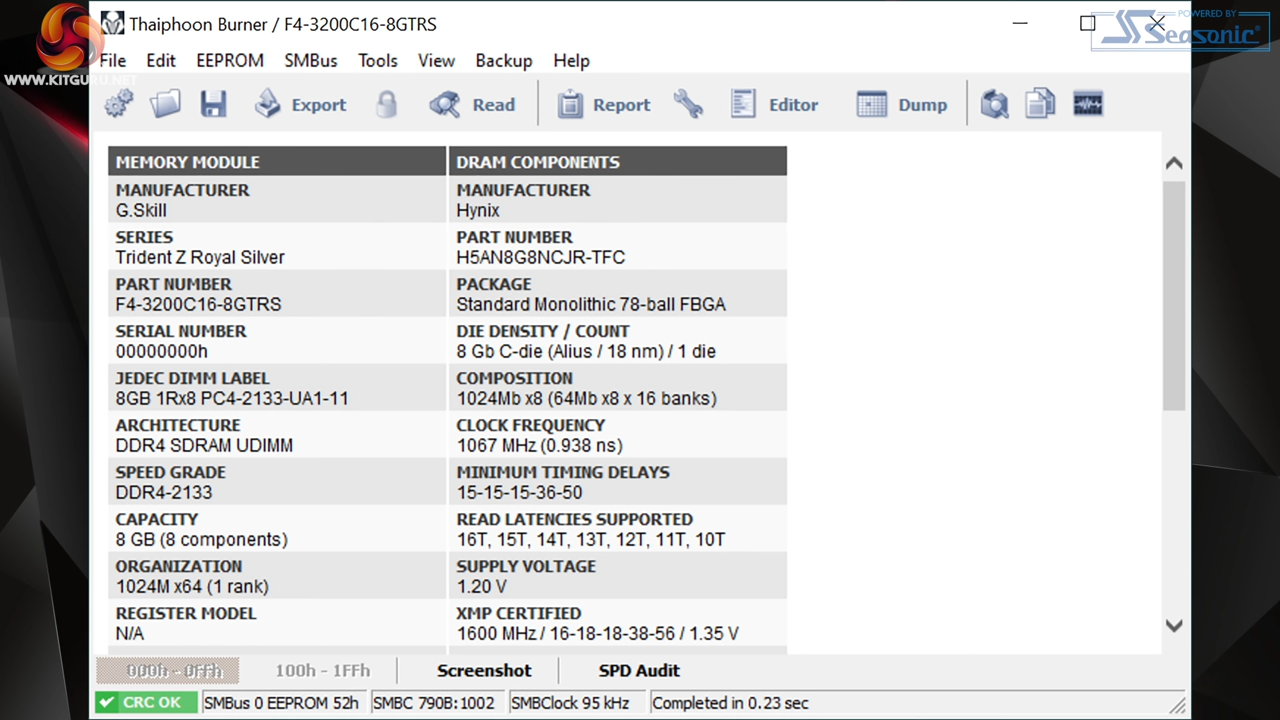 Thaiphoon Burner / F4-3200C16-8GTRS
POWERED BY
Seasonic
WWW.KITGURU.NET
File Edit EEPROM SMBus Tools View Backup Help
Export Read Report Editor Dump
MEMORY MODULE DRAM COMPONENTS
MANUFACTURER MANUFACTURER
G.Skill Hynix
SERIES PART NUMBER
Trident Z Royal Silver H5AN8G8NCJR-TFC
PART NUMBER PACKAGE
F4-3200C16-8GTRS Standard Monolithic 78-ball FBGA
SERIAL NUMBER DIE DENSITY / COUNT
00000000h 8 Gb C-die (Alius / 18 nm) / 1 die
JEDEC DIMM LABEL COMPOSITION
8GB 1Rx8 PC4-2133-UA1-11 1024Mb x8 (64Mb x8 x 16 banks)
ARCHITECTURE CLOCK FREQUENCY
DDR4 SDRAM UDIMM 1067 MHz (0.938 ns)
SPEED GRADE MINIMUM TIMING DELAYS
DDR4-2133 15-15-15-36-50
CAPACITY READ LATENCIES SUPPORTED
8 GB (8 components) 16T, 15T, 14T, 13T, 12T, 11T, 10T
ORGANIZATION SUPPLY VOLTAGE
1024M x64 (1 rank) 1.20 V
REGISTER MODEL XMP CERTIFIED
N/A 1600 MHz / 16-18-18-38-56 / 1.35 V
000h - 0FFh 100h - 1FFh Screenshot SPD Audit
CRC OK SMBus 0 EEPROM 52h SMBC 790B:1002 SMBClock 95 kHz Completed in 0.23 sec